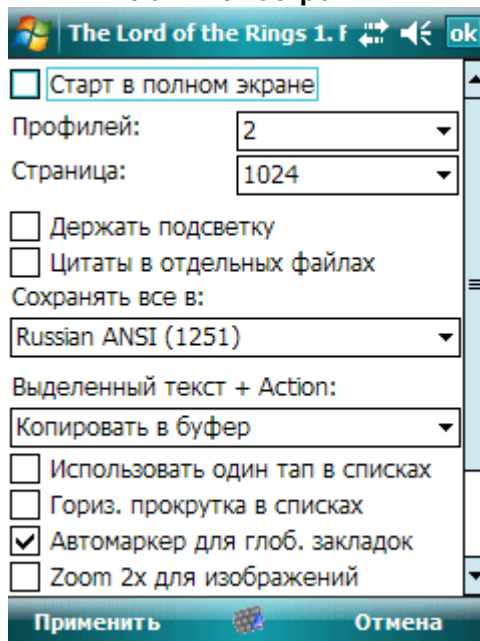 The Lord of the Rings 1. F ok
Старт в полном экране
Профилей: 2
Страница: 1024
Держать подсветку
Цитаты в отдельных файлах
Сохранять все в:
Russian ANSI (1251)
Выделенный текст + Action:
Копировать в буфер
Использовать один тап в списках
Гориз. прокрутка в списках
Автомаркер для глоб. закладок
Zoom 2x для изображений
Применить Отмена